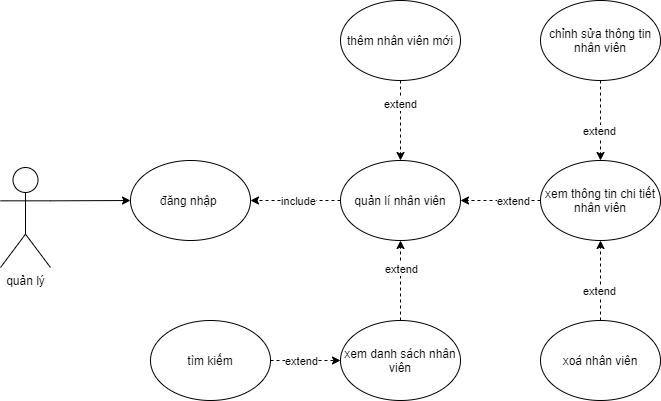 thêm nhân viên mới
chỉnh sửa thông tin
nhân viên
extend
extend
đăng nhập
include
quản lí nhân viên
extend
xem thông tin chi tiết
nhân viên
quản lý
extend
extend
tìm kiếm
extend
xem danh sách nhân
viên
xoá nhân viên